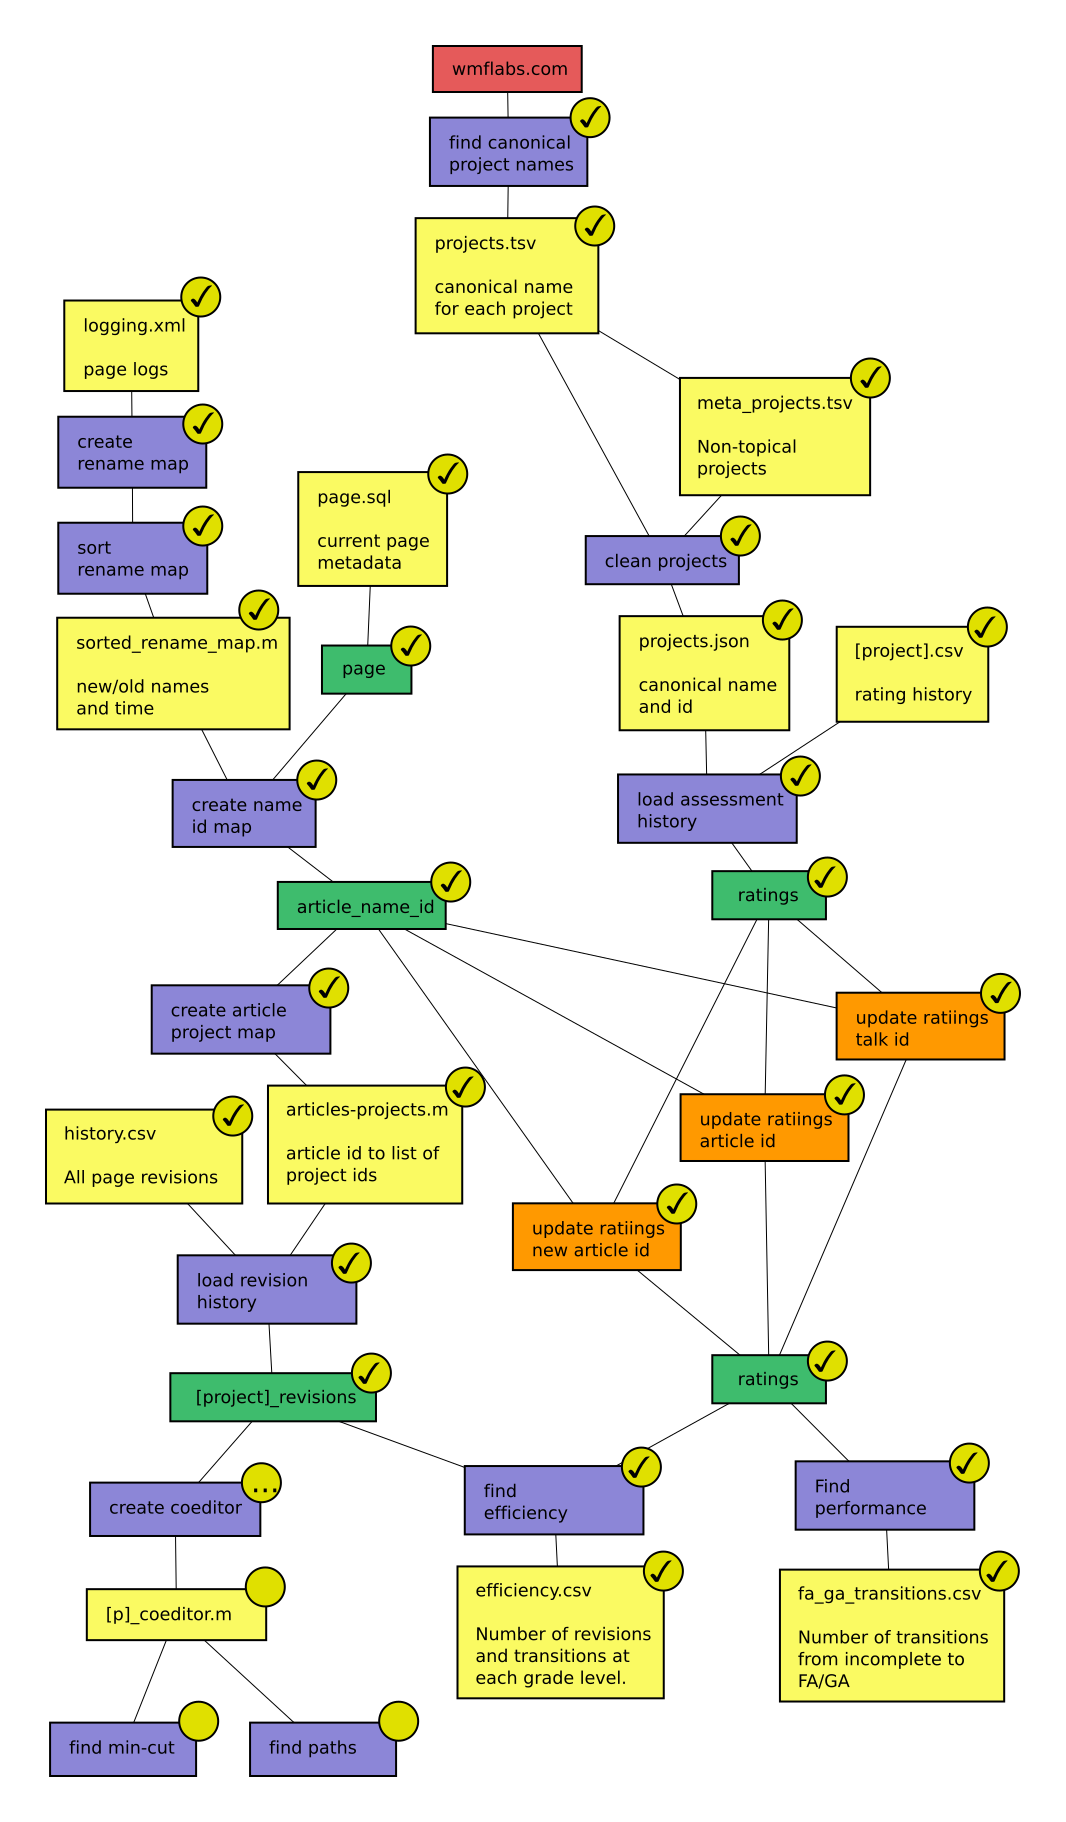 wmflabs.com
find canonical
project names
projects.tsv
canonical name
for each project
logging.xml
page logs
meta_projects.tsv
Non-topical
projects
create
rename map
page.sql
current page
metadata
sort
rename map
clean projects
sorted_rename_map.m
new/old names
and time
page
projects.json
canonical name
and id
[project].csv
rating history
create name
id map
load assessment
history
article_name_id
ratings
create article
project map
update ratiings
talk id
articles-projects.m
article id to list of
project ids
update ratiings
article id
history.csv
All page revisions
update ratiings
new article id
load revision
history
[project]_revisions
ratings
create coeditor
...
find
efficiency
Find
performance
[p]_coeditor.m
efficiency.csv
Number of revisions
and transitions at
each grade level.
fa_ga_transitions.csv
Number of transitions
from incomplete to
FA/GA
find min-cut
find paths